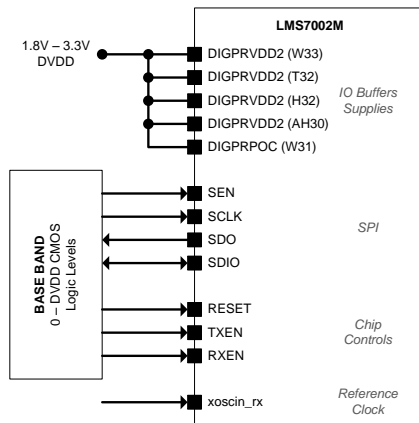 LMS7002M
1.8V – 3.3V
DVDD
DIGPRVDD2 (W33)
DIGPRVDD2 (T32)
DIGPRVDD2 (H32)
DIGPRVDD2 (AH30)
DIGPRPOC (W31)
IO Buffers
Supplies
BASE BAND
0 – DVDD CMOS
Logic Levels
SEN
SCLK
SDO
SDIO
SPI
RESET
TXEN
RXEN
Chip
Controls
xoscin_rx
Reference
Clock